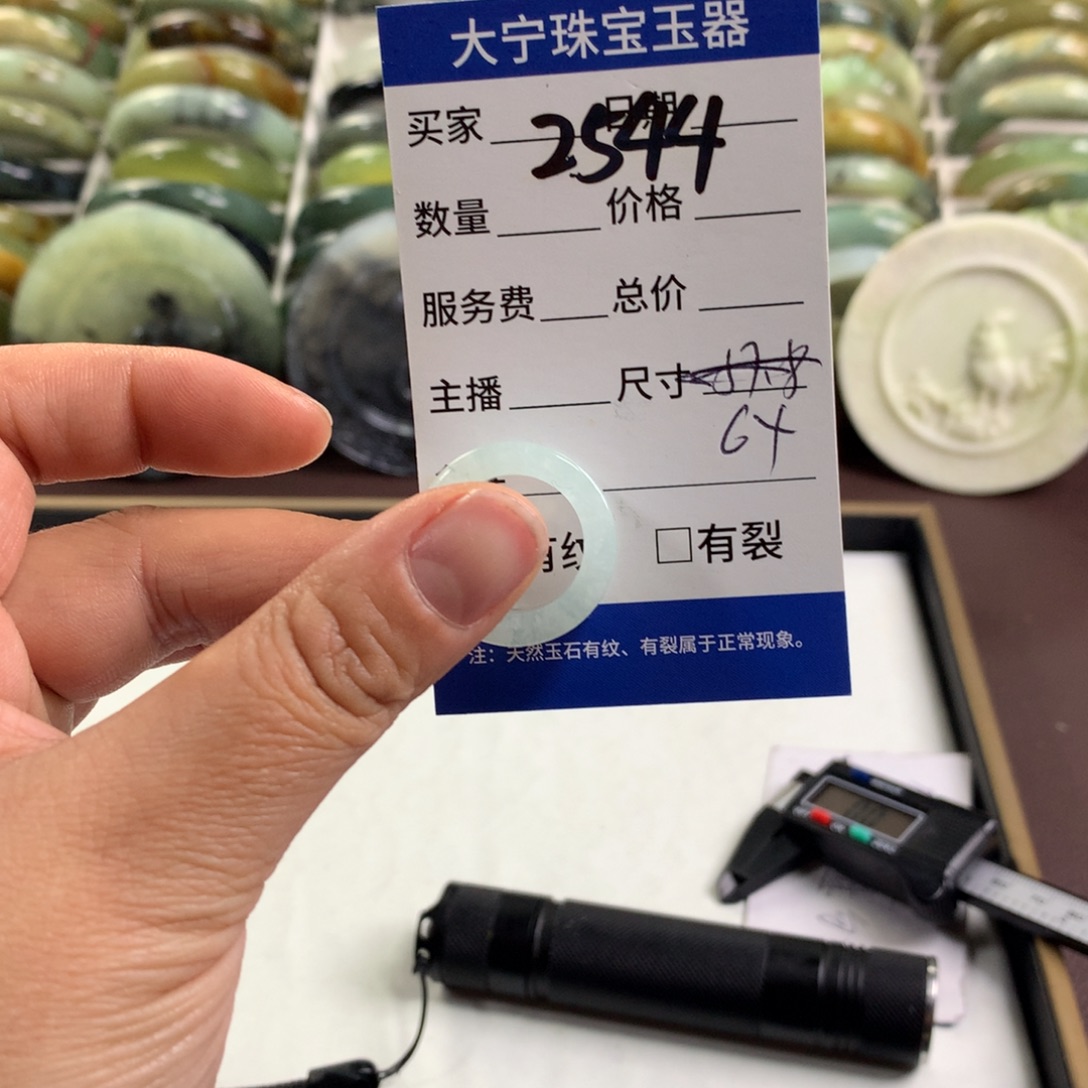 大宁珠宝玉器
买家 2544 日期
数量 价格
服务费 总价
主播 尺寸
64
有纹 □有裂
注：天然玉石有纹、有裂属于正常现象。